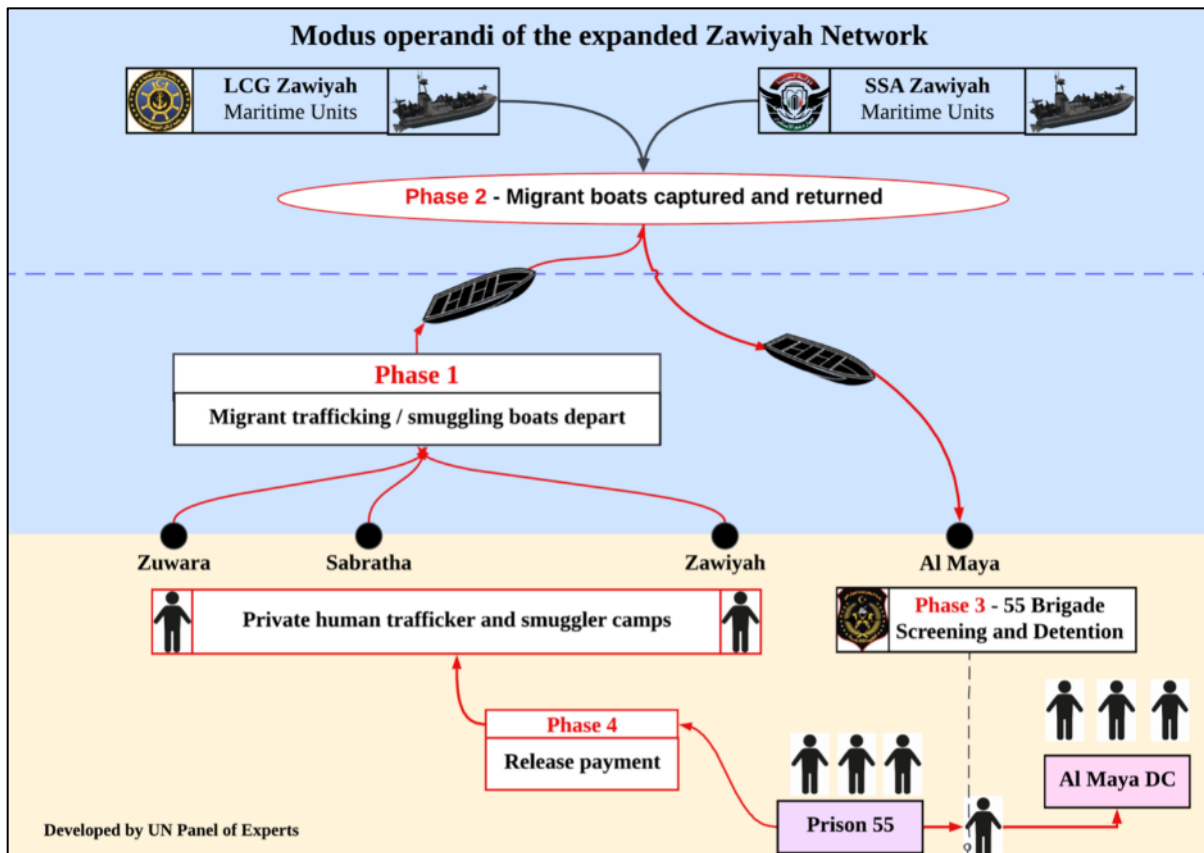 Modus operandi of the expanded Zawiyah Network
LCG Zawiyah
Maritime Units
SSA Zawiyah
Maritime Units
Phase 2 - Migrant boats captured and returned
Phase 1
Migrant trafficking / smuggling boats depart
Zuwara
Sabratha
Zawiyah
Al Maya
Private human trafficker and smuggler camps
Phase 3 - 55 Brigade
Screening and Detention
Phase 4
Release payment
Prison 55
Al Maya DC
Developed by UN Panel of Experts